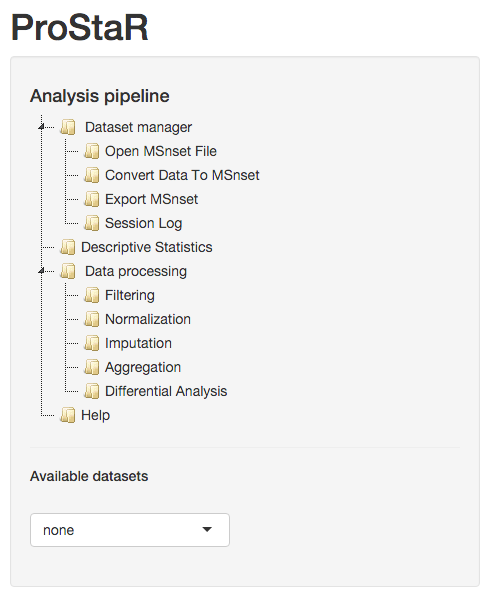 ProStaR
Analysis pipeline
Dataset manager
Open MSnset File
Convert Data To MSnset
Export MSnset
Session Log
Descriptive Statistics
Data processing
Filtering
Normalization
Imputation
Aggregation
Differential Analysis
Help
Available datasets
none